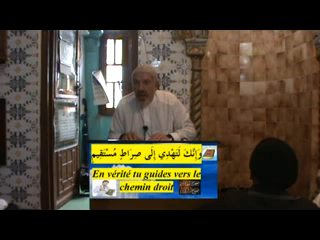 وَإِنَّكَ لَتَهْدِي إِلَى صِرَاطٍ مُسْتَقِيمٍ
En vérité tu guides vers le
chemin droit